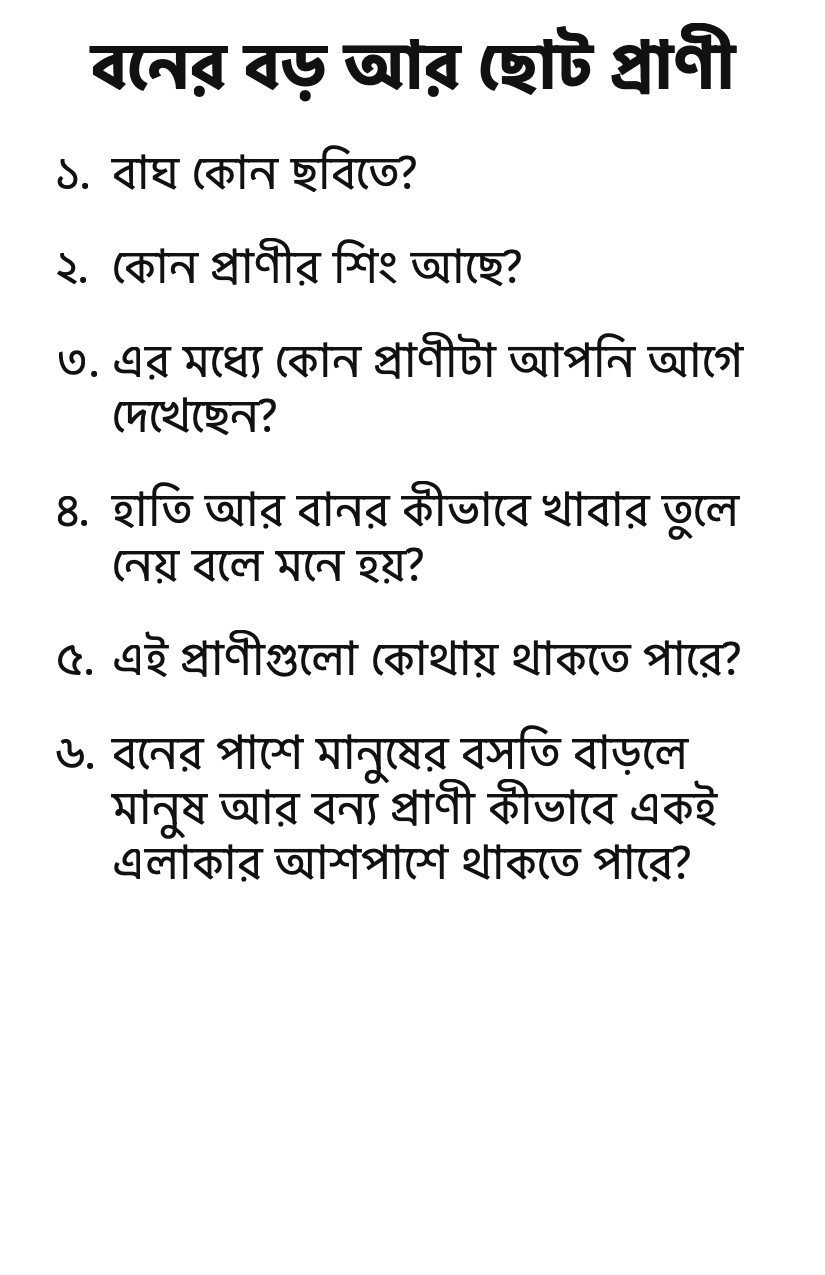 বনের বড় আর ছোট প্রাণী
১. বাঘ কোন ছবিতে?
২. কোন প্রাণীর শিং আছে?
৩. এর মধ্যে কোন প্রাণীটা আপনি আগে
দেখেছেন?
৪. হাতি আর বানর কীভাবে খাবার তুলে
নেয় বলে মনে হয়?
৫. এই প্রাণীগুলো কোথায় থাকতে পারে?
৬. বনের পাশে মানুষের বসতি বাড়লে
মানুষ আর বন্য প্রাণী কীভাবে একই
এলাকার আশপাশে থাকতে পারে?